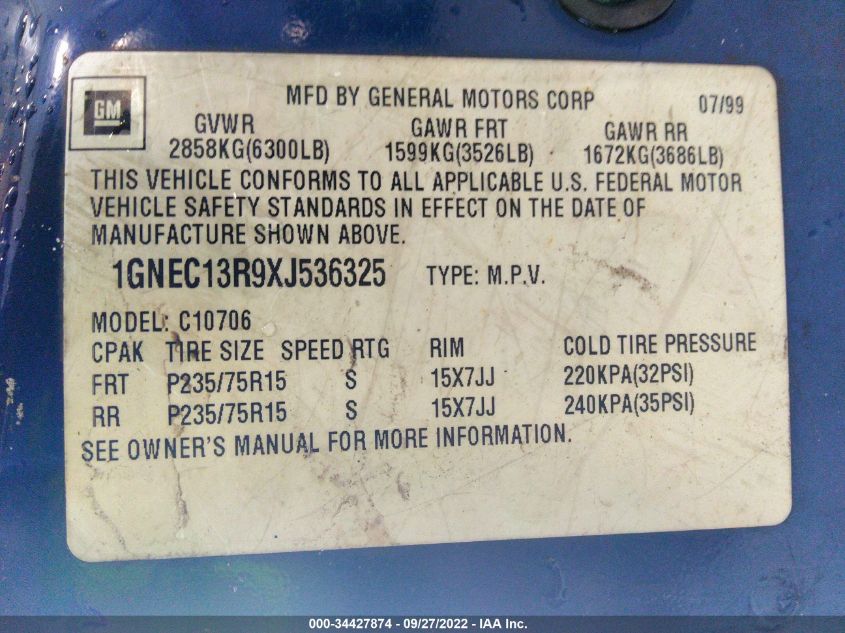 GM
MFD BY GENERAL MOTORS CORP 07/99
GVWR GAWR FRT GAWR RR
2858KG(6300LB) 1599KG(3526LB) 1672KG(3686LB)
THIS VEHICLE CONFORMS TO ALL APPLICABLE U.S. FEDERAL MOTOR
VEHICLE SAFETY STANDARDS IN EFFECT ON THE DATE OF
MANUFACTURE SHOWN ABOVE.
1GNEC13R9XJ536325 TYPE: M.P.V.
MODEL: C10706
CPAK TIRE SIZE SPEED RTG RIM COLD TIRE PRESSURE
FRT P235/75R15 S 15X7JJ 220KPA(32PSI)
RR P235/75R15 S 15X7JJ 240KPA(35PSI)
SEE OWNER'S MANUAL FOR MORE INFORMATION.
000-34427874 - 09/27/2022 - IAA Inc.